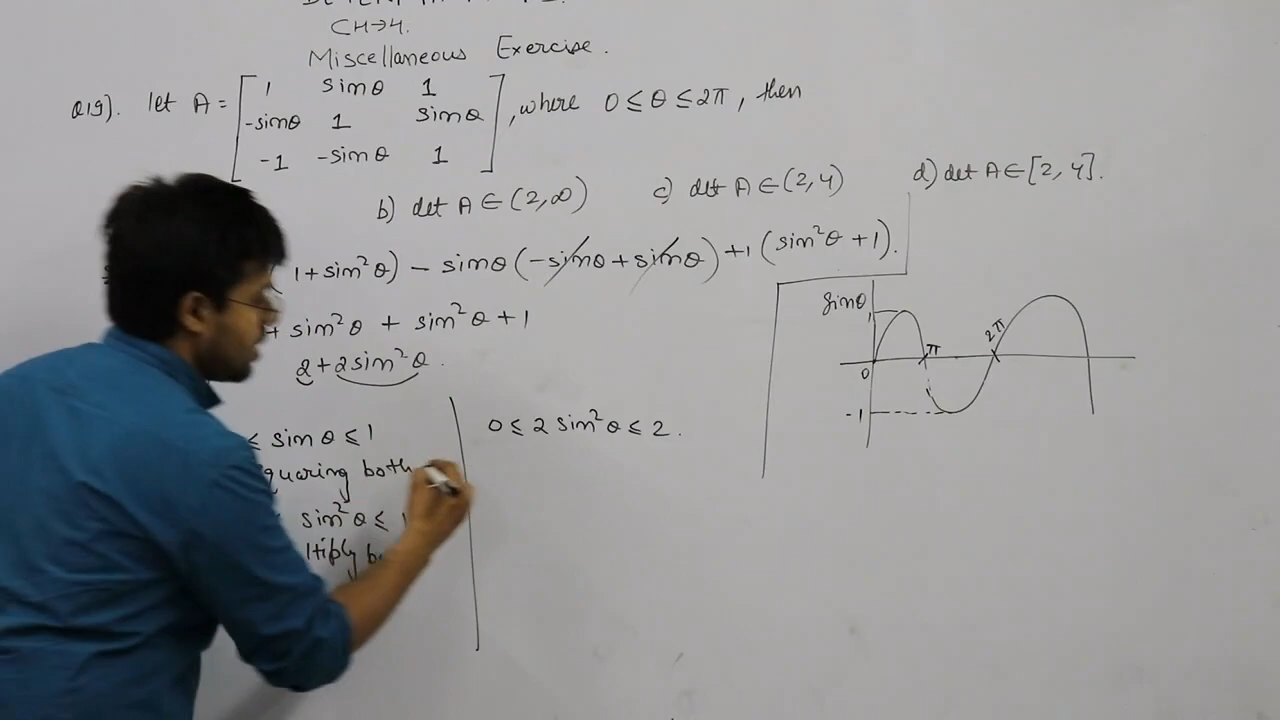 CH→4.
Miscellaneous Exercise.
Q19). let A = [ 1 sinθ 1
-sinθ 1 sinθ
-1 -sinθ 1 ], where 0 ≤ θ ≤ 2π, then
b) det A ∈ (2,∞) c) det A ∈ (2,4) d) det A ∈ [2,4].
1+sin²θ) - sinθ(-sinθ+sinθ) +1(sin²θ+1).
+ sin²θ + sin²θ + 1
2+2sin²θ.
≤ sinθ ≤ 1
quaring both
sin²θ ≤ 1
ltiply b
0 ≤ 2 sin²θ ≤ 2.
sinθ
1
0
π
2π
-1